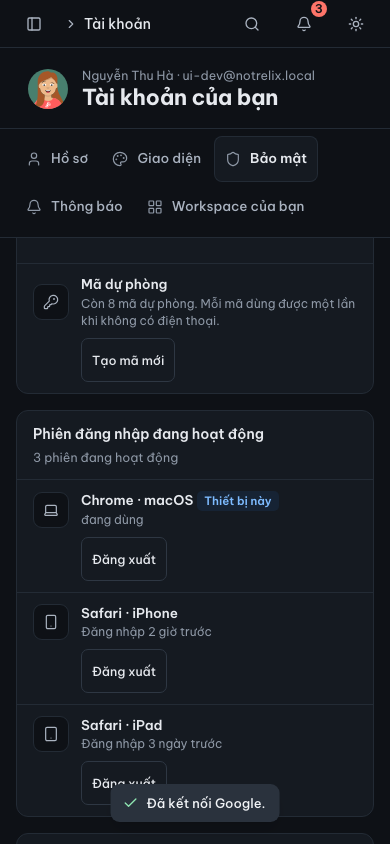 Tài khoản
3
Nguyễn Thu Hà · ui-dev@notrelix.local
Tài khoản của bạn
Hồ sơ
Giao diện
Bảo mật
Thông báo
Workspace của bạn
Mã dự phòng
Còn 8 mã dự phòng. Mỗi mã dùng được một lần
khi không có điện thoại.
Tạo mã mới
Phiên đăng nhập đang hoạt động
3 phiên đang hoạt động
Chrome · macOS Thiết bị này
đang dùng
Đăng xuất
Safari · iPhone
Đăng nhập 2 giờ trước
Đăng xuất
Safari · iPad
Đăng nhập 3 ngày trước
Đăng xuất
Đã kết nối Google.